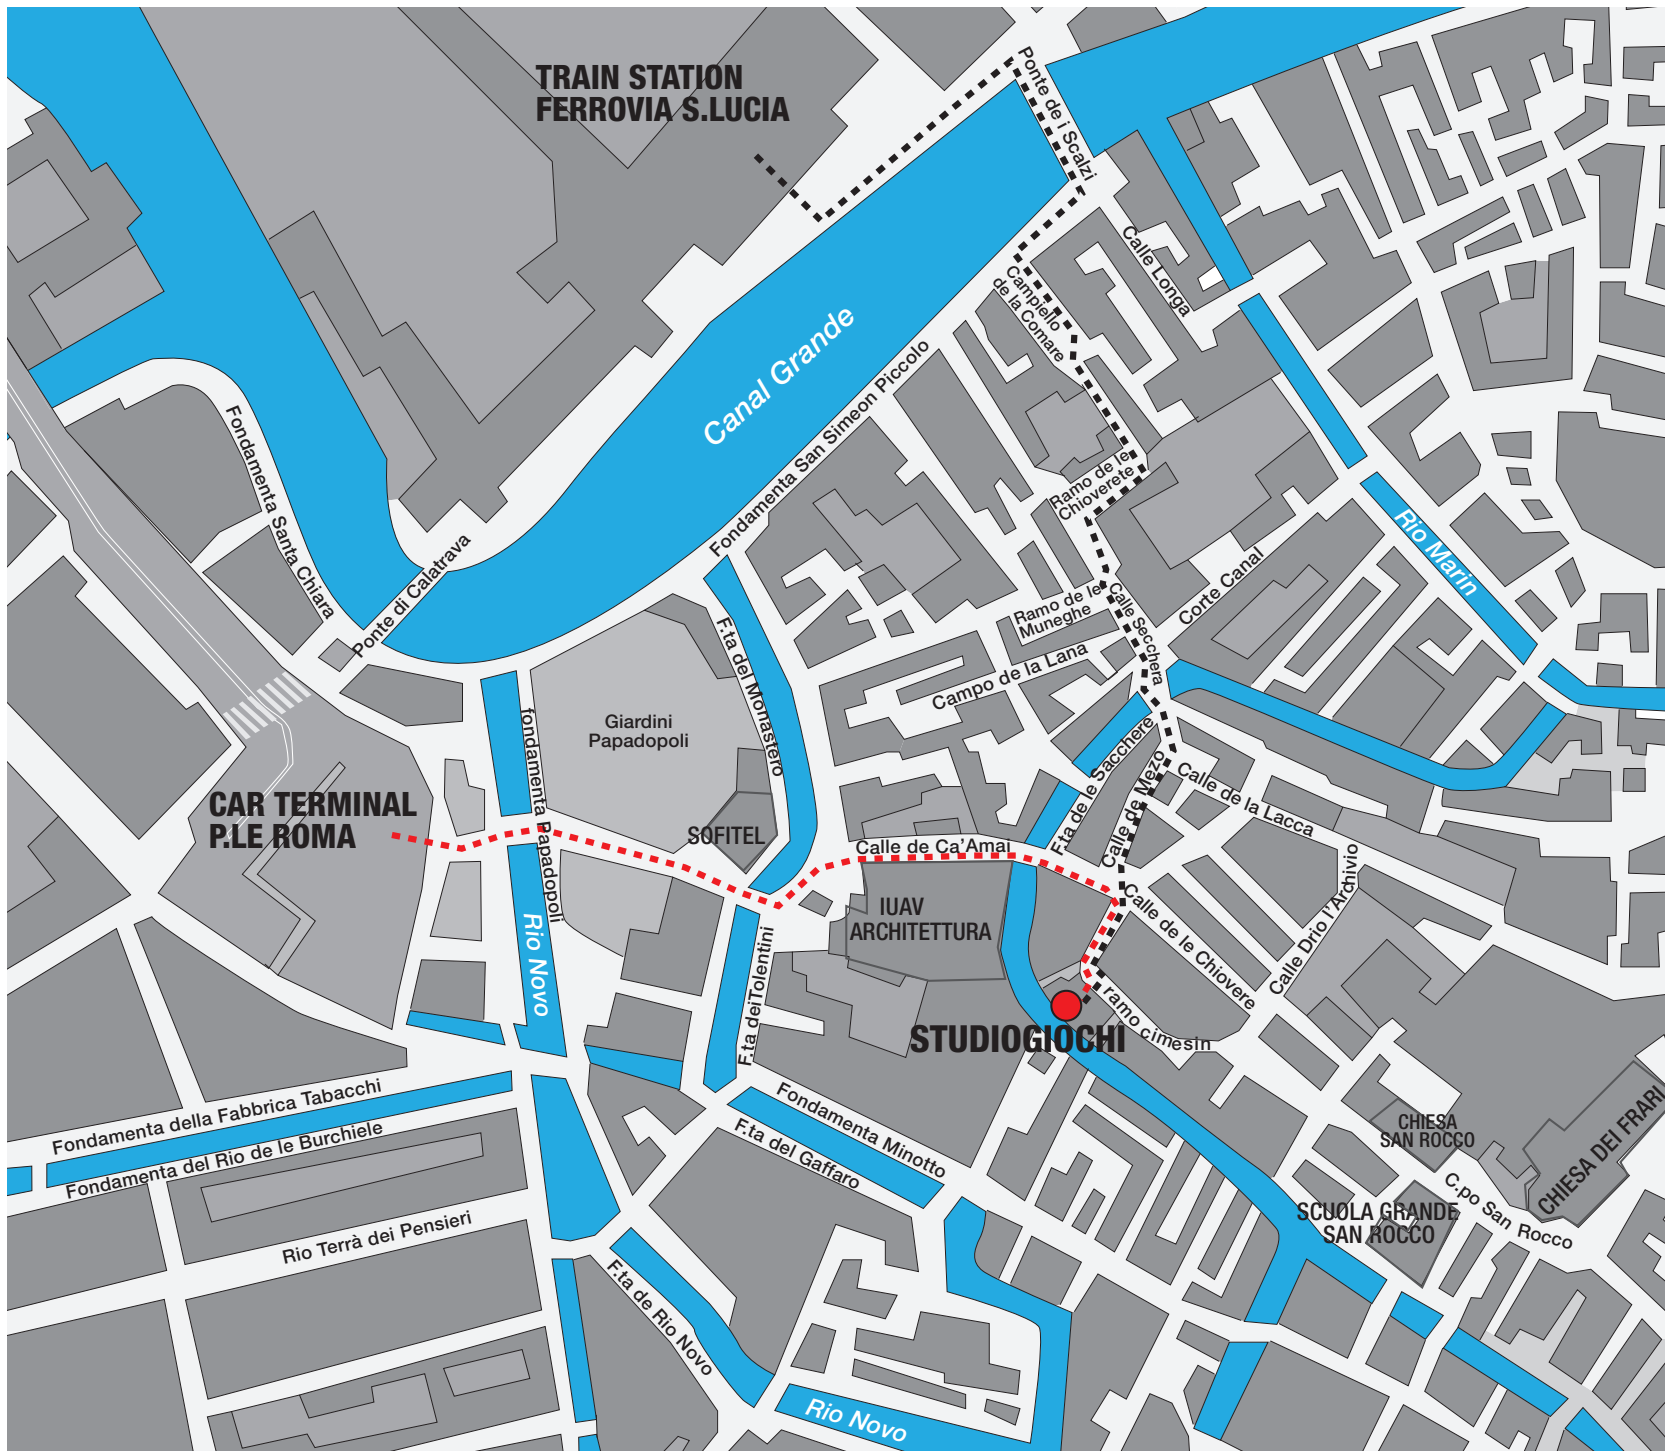 TRAIN STATION
FERROVIA S.LUCIA
Ponte de i Scalzi
Calle Longa
Campiello
de la Comare
Canal Grande
Fondamenta San Simeon Piccolo
Fondamenta Santa Chiara
Ponte di Calatrava
Ramo de le
Chioverete
Rio Marin
Corte Canal
Calle Secchera
Ramo de le
Muneghe
Campo de la Lana
F.ta del Monastero
Giardini
Papadopoli
fondamenta Papadopoli
F.ta de le Sacchere
Calle de Mezo
Calle de la Lacca
CAR TERMINAL
P.LE ROMA
SOFITEL
Calle de Ca'Amai
IUAV
ARCHITETTURA
Calle de le Chiovere
Calle Drio l'Archivio
Rio Novo
F.ta deiTolentini
STUDIOGIOCHI
ramo cimesin
Fondamenta della Fabbrica Tabacchi
Fondamenta del Rio de le Burchiele
Rio Terrà dei Pensieri
Fondamenta Minotto
F.ta del Gaffaro
CHIESA
SAN ROCCO
CHIESA DEI FRARI
C.po San Rocco
SCUOLA GRANDE
SAN ROCCO
F.ta de Rio Novo
Rio Novo